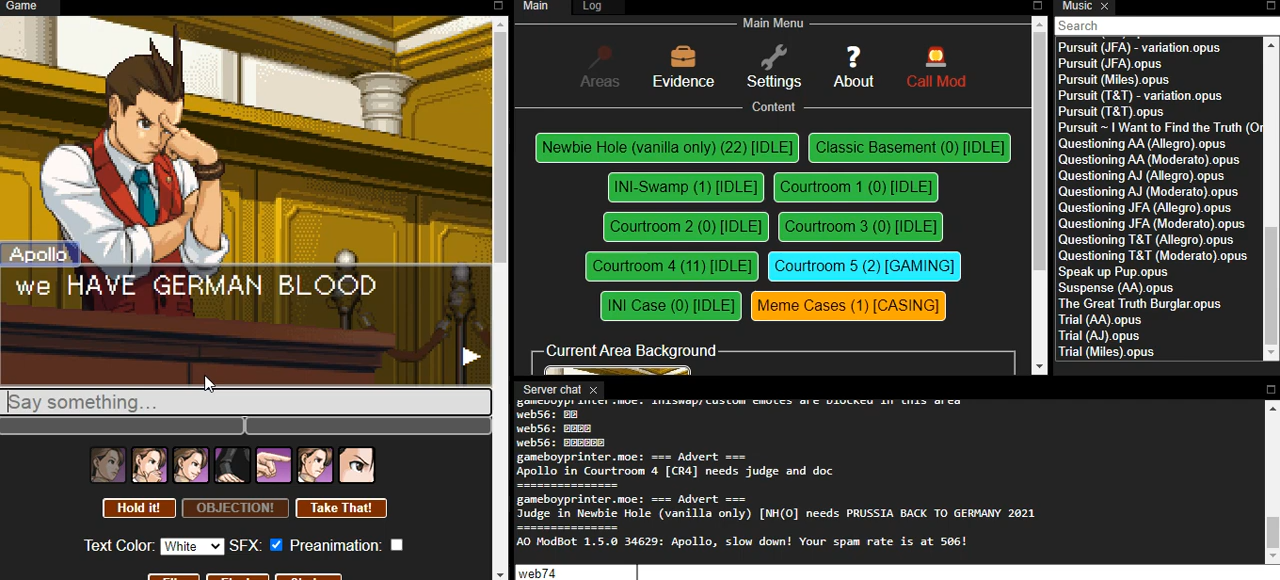 Game
Apollo
we HAVE GERMAN BLOOD
Say something...
Hold it!
OBJECTION!
Take That!
Text Color: White SFX: Preanimation:
Main
Log
Main Menu
Areas
Evidence
Settings
About
Call Mod
Content
Newbie Hole (vanilla only) (22) [IDLE]
Classic Basement (0) [IDLE]
INI-Swamp (1) [IDLE]
Courtroom 1 (0) [IDLE]
Courtroom 2 (0) [IDLE]
Courtroom 3 (0) [IDLE]
Courtroom 4 (11) [IDLE]
Courtroom 5 (2) [GAMING]
INI Case (0) [IDLE]
Meme Cases (1) [CASING]
Current Area Background
Music
Search
Pursuit (JFA) - variation.opus
Pursuit (JFA).opus
Pursuit (Miles).opus
Pursuit (T&T) - variation.opus
Pursuit (T&T).opus
Pursuit ~ I Want to Find the Truth (Or
Questioning AA (Allegro).opus
Questioning AA (Moderato).opus
Questioning AJ (Allegro).opus
Questioning AJ (Moderato).opus
Questioning JFA (Allegro).opus
Questioning JFA (Moderato).opus
Questioning T&T (Allegro).opus
Questioning T&T (Moderato).opus
Speak up Pup.opus
Suspense (AA).opus
The Great Truth Burglar.opus
Trial (AA).opus
Trial (AJ).opus
Trial (Miles).opus
Server chat
gameboyprinter.moe: iniswap/custom emotes are blocked in this area
web56:
web56:
web56:
gameboyprinter.moe: === Advert ===
Apollo in Courtroom 4 [CR4] needs judge and doc
===============
gameboyprinter.moe: === Advert ===
Judge in Newbie Hole (vanilla only) [NH(O] needs PRUSSIA BACK TO GERMANY 2021
===============
AO ModBot 1.5.0 34629: Apollo, slow down! Your spam rate is at 506!
web74